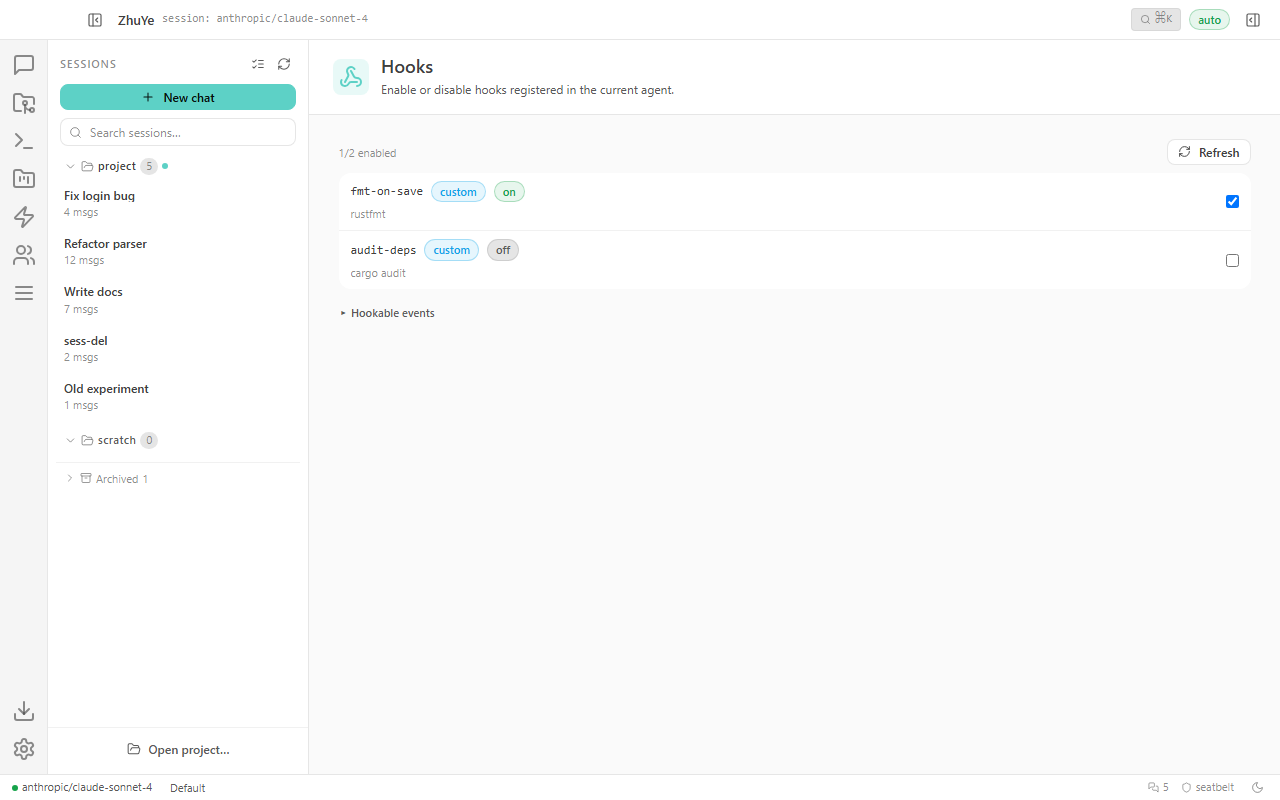 ZhuYe session: anthropic/claude-sonnet-4
⌘K
auto
SESSIONS
New chat
Search sessions...
project 5
Fix login bug
4 msgs
Refactor parser
12 msgs
Write docs
7 msgs
sess-del
2 msgs
Old experiment
1 msgs
scratch 0
Archived 1
Open project...
Hooks
Enable or disable hooks registered in the current agent.
1/2 enabled
Refresh
fmt-on-save custom on
rustfmt
audit-deps custom off
cargo audit
Hookable events
anthropic/claude-sonnet-4 Default
5 seatbelt